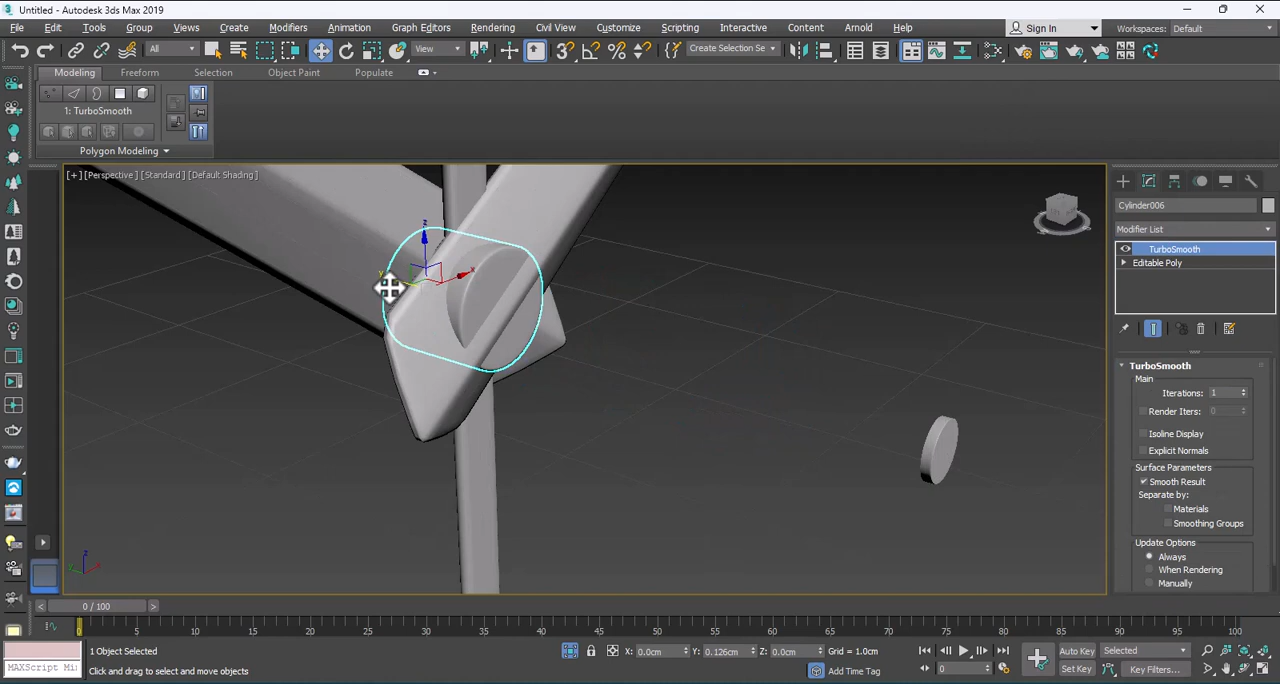 Untitled - Autodesk 3ds Max 2019
File Edit Tools Group Views Create Modifiers Animation Graph Editors Rendering Civil View Customize Scripting Interactive Content Arnold Help
Sign In Workspaces: Default
All View Create Selection Se
Modeling Freeform Selection Object Paint Populate
1: TurboSmooth
Polygon Modeling
[+] [Perspective] [Standard] [Default Shading]
Cylinder006
Modifier List
TurboSmooth
Editable Poly
z
x
y
TurboSmooth
Main
Iterations: 1
Render Iters: 0
Isoline Display
Explicit Normals
Surface Parameters
Smooth Result
Separate by:
Materials
Smoothing Groups
Update Options
Always
When Rendering
Manually
0 / 100
0 5 10 15 20 25 30 35 40 45 50 55 60 65 70 75 80 85 90 95 100
1 Object Selected X: 0.0cm Y: 0.126cm Z: 0.0cm Grid = 1.0cm Auto Key Selected
MAXScript Mi Click and drag to select and move objects Add Time Tag 0 Set Key Key Filters...